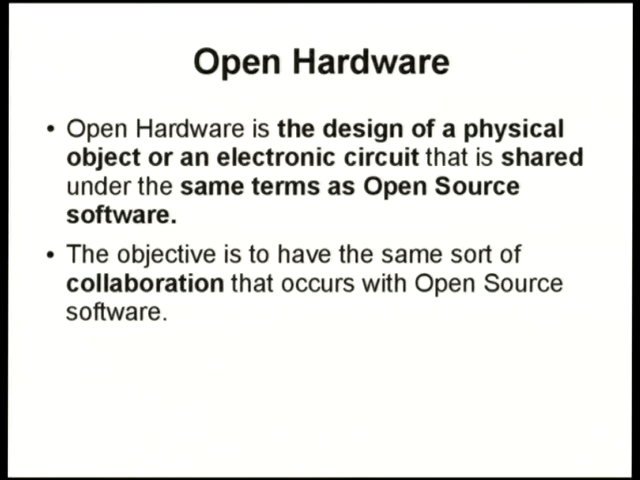 Open Hardware
• Open Hardware is the design of a physical
object or an electronic circuit that is shared
under the same terms as Open Source
software.
• The objective is to have the same sort of
collaboration that occurs with Open Source
software.